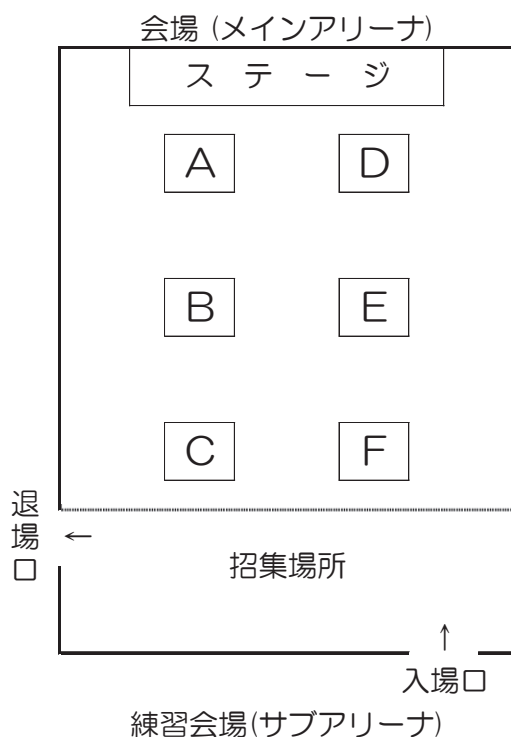 会場 (メインアリーナ)
ステージ
A D
B E
C F
退場口
←
招集場所
↑
入場口
練習会場(サブアリーナ)